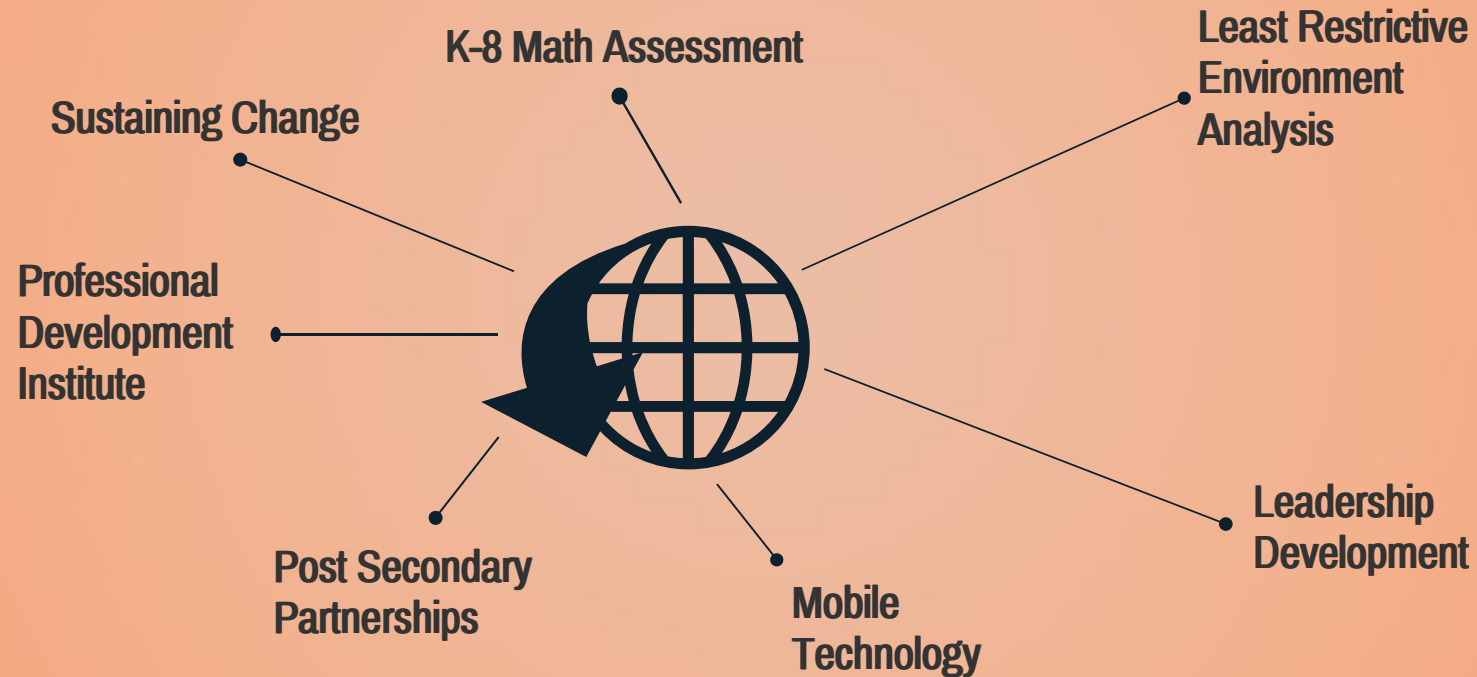 K-8 Math Assessment
Least Restrictive
Environment
Analysis
Sustaining Change
Professional
Development
Institute
Leadership
Development
Post Secondary
Partnerships
Mobile
Technology